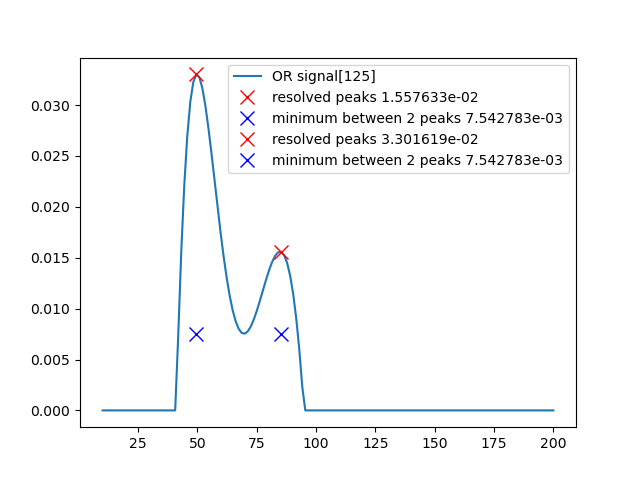 OR signal[125]
resolved peaks 1.557633e-02
minimum between 2 peaks 7.542783e-03
resolved peaks 3.301619e-02
minimum between 2 peaks 7.542783e-03
0.030
0.025
0.020
0.015
0.010
0.005
0.000
25 50 75 100 125 150 175 200